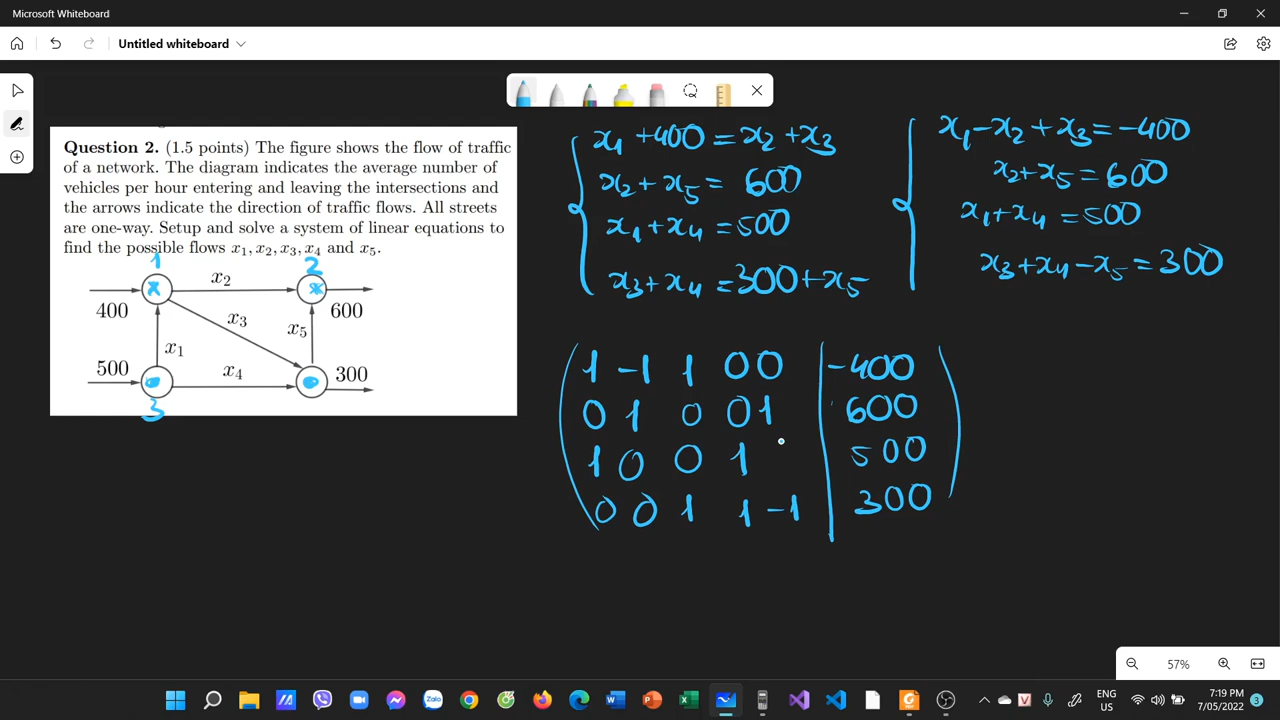 Microsoft Whiteboard
Untitled whiteboard
Question 2. (1.5 points) The figure shows the flow of traffic
of a network. The diagram indicates the average number of
vehicles per hour entering and leaving the intersections and
the arrows indicate the direction of traffic flows. All streets
are one-way. Setup and solve a system of linear equations to
find the possible flows x₁, x₂, x₃, x₄ and x₅.
1 2
x₂
400 x₃ x₅ 600
x₁
500 x₄ 300
3
x₁ + 400 = x₂ + x₃
x₂ + x₅ = 600
x₁ + x₄ = 500
x₃ + x₄ = 300 + x₅
x₁ - x₂ + x₃ = -400
x₂ + x₅ = 600
x₁ + x₄ = 500
x₃ + x₄ - x₅ = 300
1 -1 1 0 0 | -400
0 1 0 0 1 | 600
1 0 0 1 | 500
0 0 1 1 -1 | 300
57%
Zalo
ENG
US
7:19 PM
7/05/2022
3